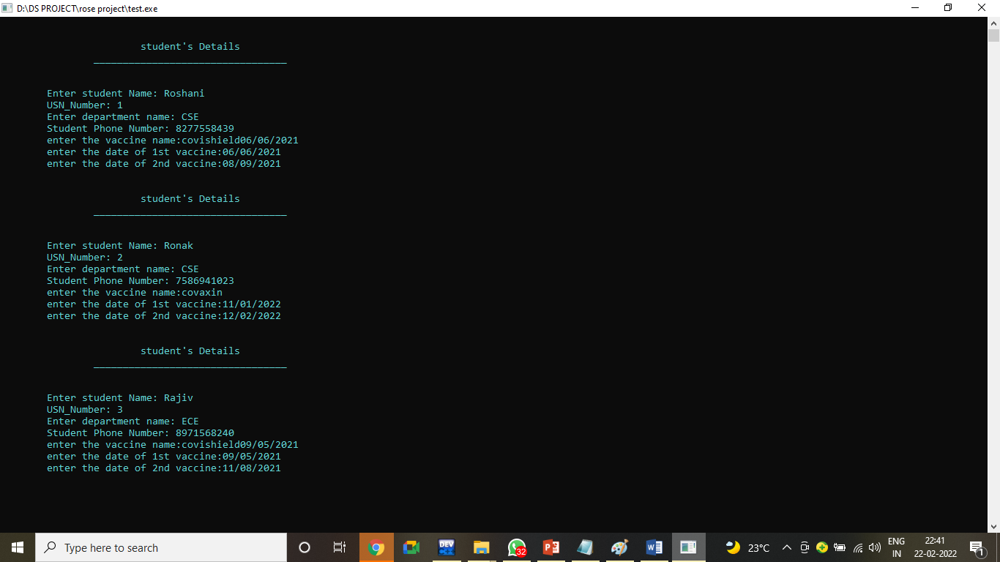 D:\DS PROJECT\rose project\test.exe
student's Details
_________________________________
Enter student Name: Roshani
USN_Number: 1
Enter department name: CSE
Student Phone Number: 8277558439
enter the vaccine name:covishield06/06/2021
enter the date of 1st vaccine:06/06/2021
enter the date of 2nd vaccine:08/09/2021
student's Details
_________________________________
Enter student Name: Ronak
USN_Number: 2
Enter department name: CSE
Student Phone Number: 7586941023
enter the vaccine name:covaxin
enter the date of 1st vaccine:11/01/2022
enter the date of 2nd vaccine:12/02/2022
student's Details
_________________________________
Enter student Name: Rajiv
USN_Number: 3
Enter department name: ECE
Student Phone Number: 8971568240
enter the vaccine name:covishield09/05/2021
enter the date of 1st vaccine:09/05/2021
enter the date of 2nd vaccine:11/08/2021
Type here to search
DEV
32
23°C
ENG
IN
22:41
22-02-2022
1